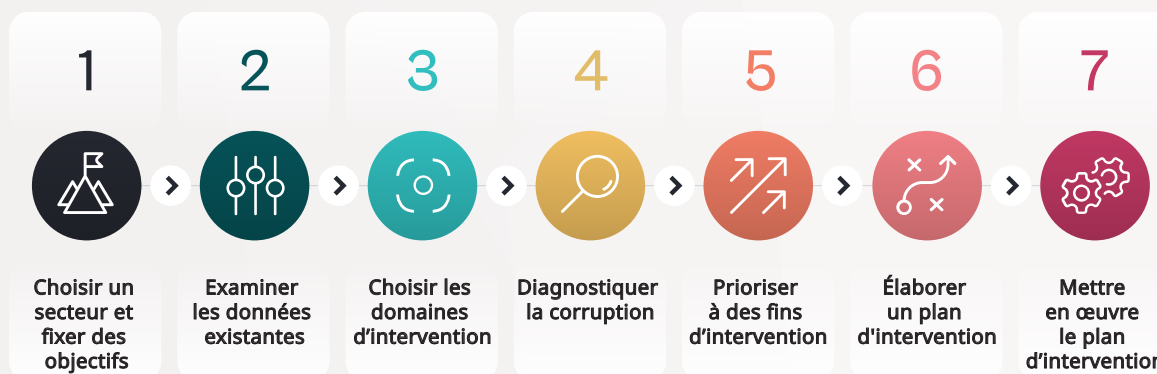 1
2
3
4
5
6
7
Choisir un
secteur et
fixer des
objectifs
Examiner
les données
existantes
Choisir les
domaines
d’intervention
Diagnostiquer
la corruption
Prioriser
à des fins
d’intervention
Élaborer
un plan
d'intervention
Mettre
en œuvre
le plan
d’intervention